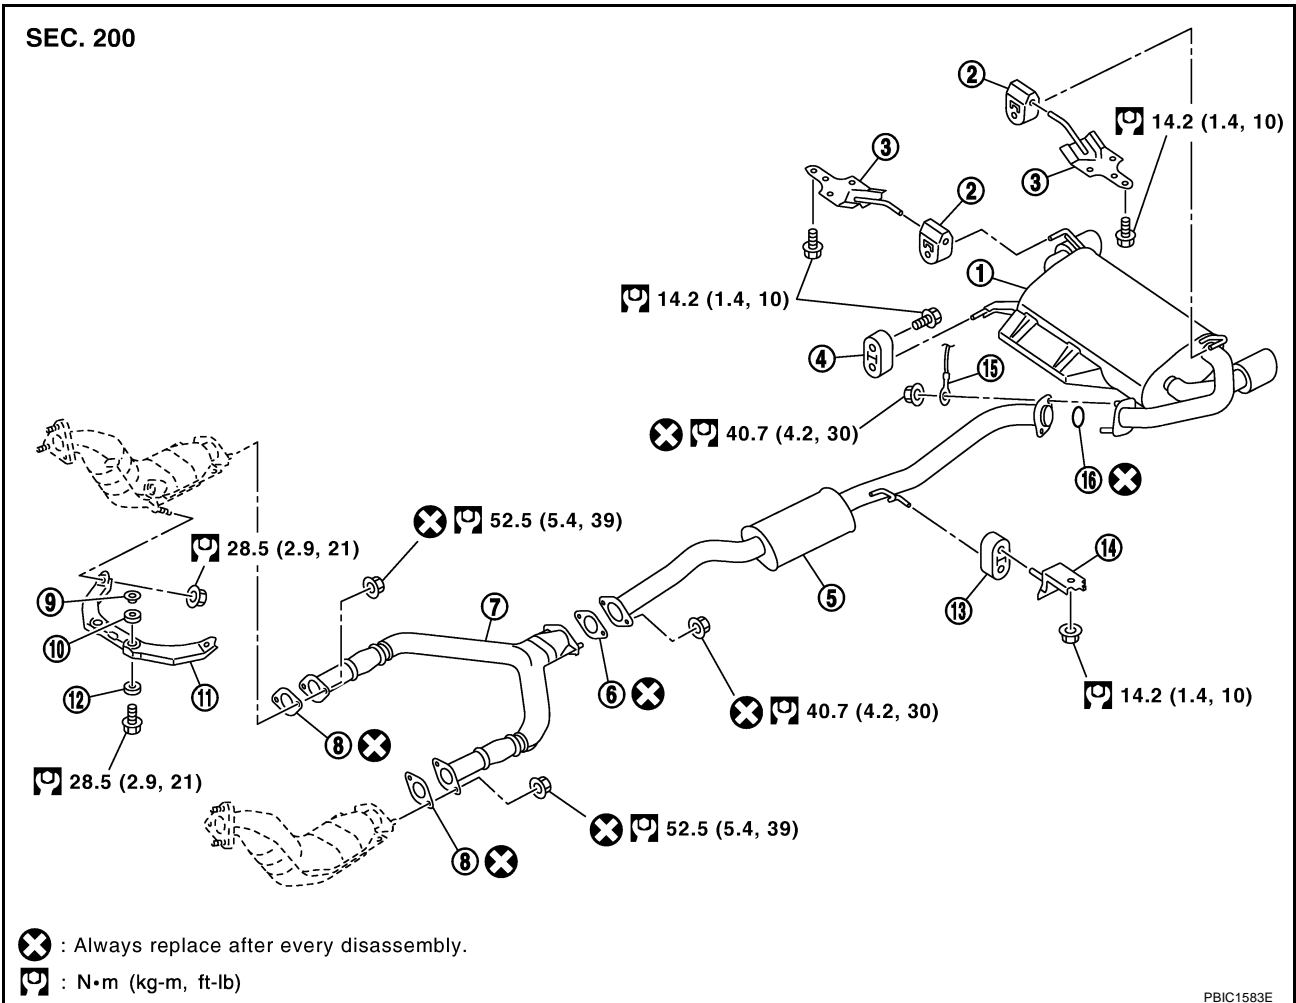 SEC. 200
2
14.2 (1.4, 10)
3
3
2
1
14.2 (1.4, 10)
4
15
40.7 (4.2, 30)
16
52.5 (5.4, 39)
28.5 (2.9, 21)
14
13
5
9
7
10
12
11
6
14.2 (1.4, 10)
40.7 (4.2, 30)
8
28.5 (2.9, 21)
52.5 (5.4, 39)
8
: Always replace after every disassembly.
: N•m (kg-m, ft-lb)
PBIC1583E